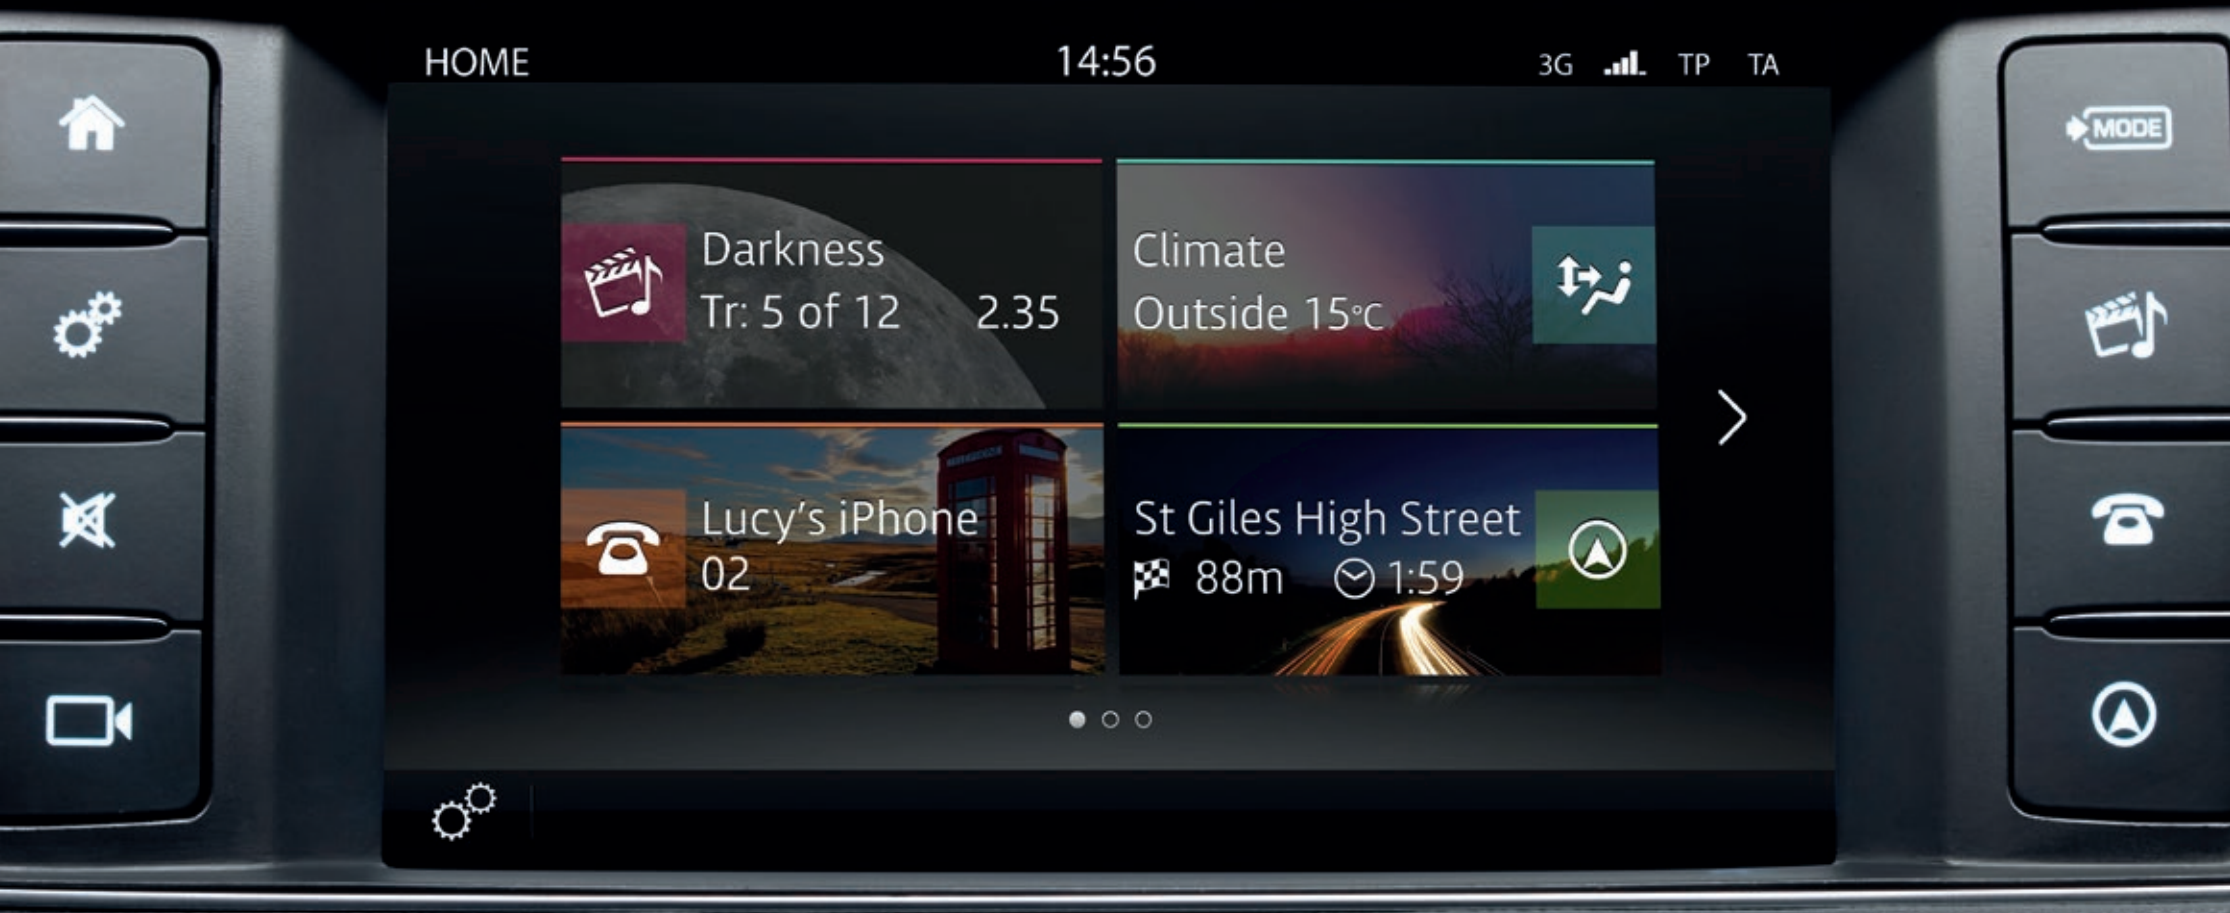 HOME 14:56 3G TP TA
MODE
Darkness
Tr: 5 of 12 2.35
Climate
Outside 15°C
TELEPHONE
Lucy's iPhone
02
St Giles High Street
88m 1:59